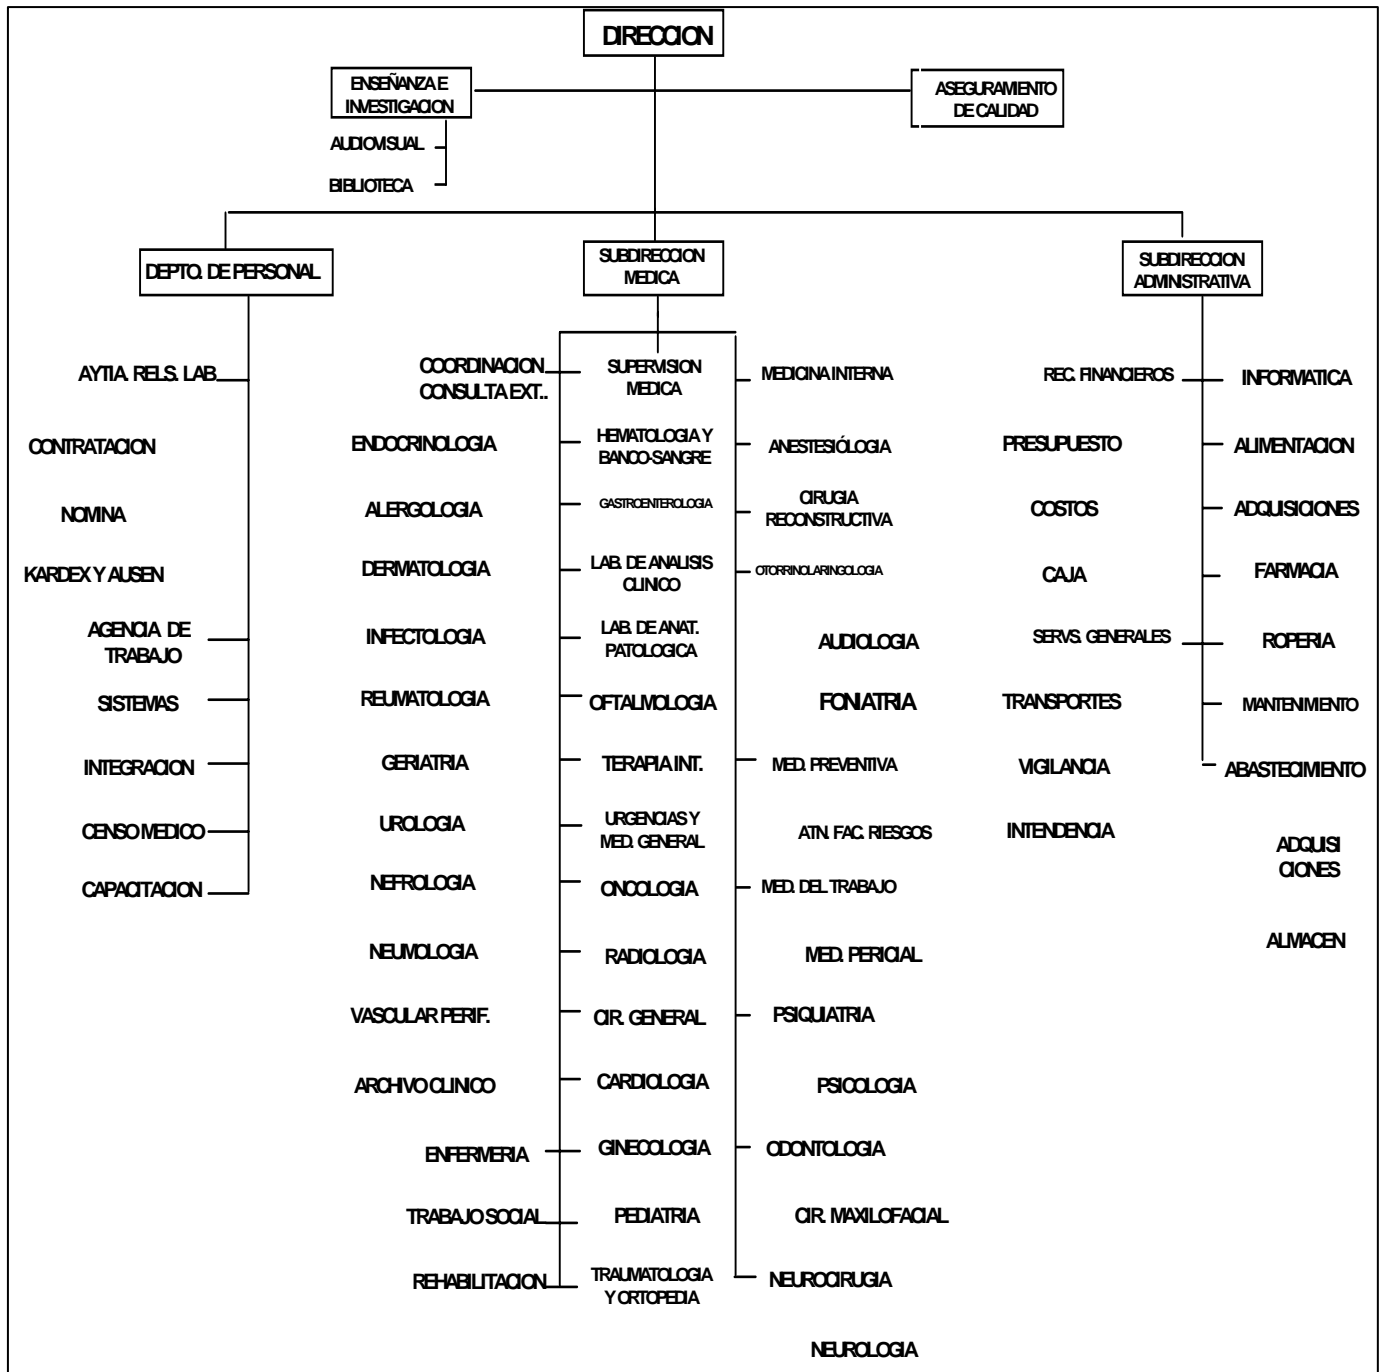 DIRECCION
ENSEÑANZA E
INVESTIGACION
ASEGURAMIENTO
DE CALIDAD
AUDIOVISUAL
BIBLIOTECA
DEPTO. DE PERSONAL
SUBDIRECCION
MEDICA
SUBDIRECCION
ADMINISTRATIVA
AYTIA. RELS. LAB
CONTRATACION
NOMINA
KARDEX Y AUSEN
AGENCIA DE
TRABAJO
SISTEMAS
INTEGRACION
CENSO MEDICO
CAPACITACION
COORDINACION
CONSULTA EXT..
ENDOCRINOLOGIA
ALERGOLOGIA
DERMATOLOGIA
INFECTOLOGIA
REUMATOLOGIA
GERIATRIA
UROLOGIA
NEFROLOGIA
NEUMOLOGIA
VASCULAR PERIF.
ARCHIVO CLINICO
ENFERMERIA
TRABAJO SOCIAL
REHABILITACION
SUPERVISION
MEDICA
HEMATOLOGIA Y
BANCO-SANGRE
GASTROENTEROLOGIA
LAB. DE ANALISIS
CLINICO
LAB. DE ANAT.
PATOLOGICA
OFTALMOLOGIA
TERAPIA INT.
URGENCIAS Y
MED. GENERAL
ONCOLOGIA
RADIOLOGIA
CIR. GENERAL
CARDIOLOGIA
GINECOLOGIA
PEDIATRIA
TRAUMATOLOGIA
Y ORTOPEDIA
MEDICINA INTERNA
ANESTESIÓLOGIA
CIRUGIA
RECONSTRUCTIVA
OTORRINOLARINGOLOGIA
AUDIOLOGIA
FONIATRIA
MED. PREVENTIVA
ATN. FAC. RIESGOS
MED. DEL TRABAJO
MED. PERICIAL
PSIQUIATRIA
PSICOLOGIA
ODONTOLOGIA
CIR. MAXILOFACIAL
NEUROCIRUGIA
NEUROLOGIA
REC. FINANCIEROS
PRESUPUESTO
COSTOS
CAJA
SERVS. GENERALES
TRANSPORTES
VIGILANCIA
INTENDENCIA
INFORMATICA
ALIMENTACION
ADQUISICIONES
FARMACIA
ROPERIA
MANTENIMIENTO
ABASTECIMIENTO
ADQUISI
CIONES
ALMACEN